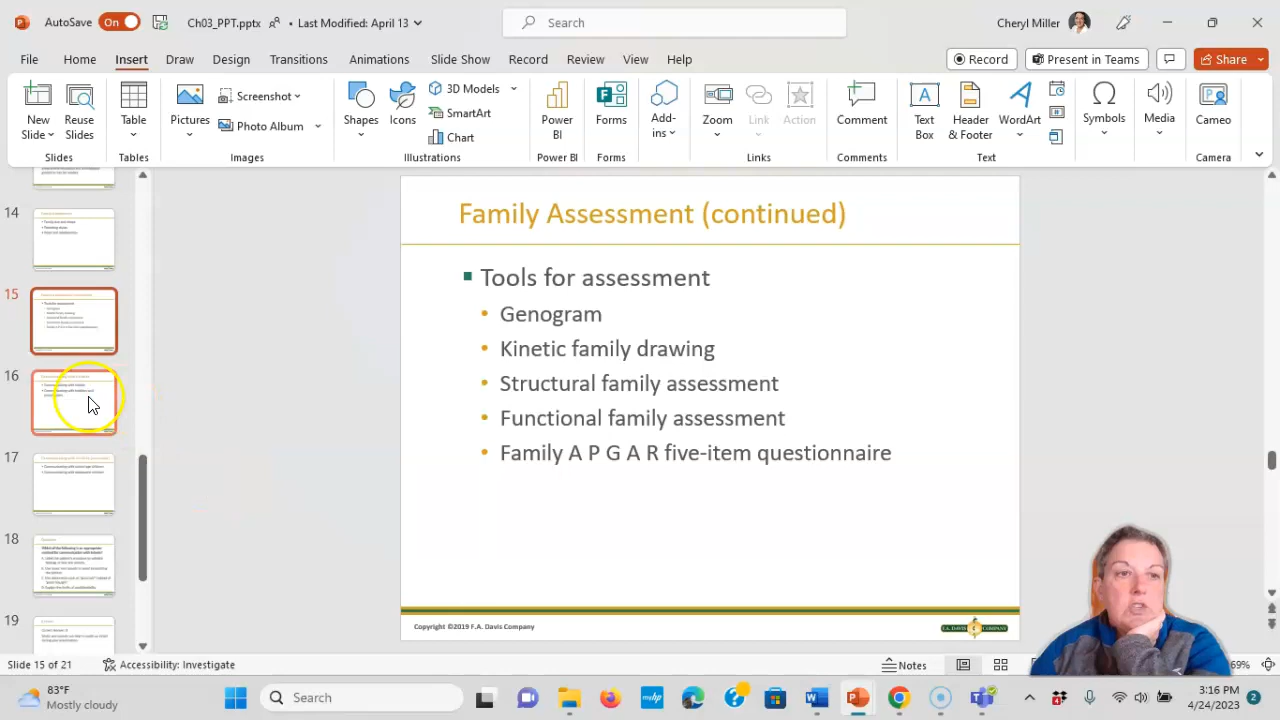 AutoSave On Ch03_PPT.pptx • Last Modified: April 13 Search Cheryl Miller
File Home Insert Draw Design Transitions Animations Slide Show Record Review View Help Record Present in Teams Share
New Slide
Reuse Slides
Table
Pictures
Screenshot
Photo Album
Shapes
Icons
3D Models
SmartArt
Chart
Power BI
Forms
Add-ins
Zoom
Link
Action
Comment
Text Box
Header & Footer
WordArt
Symbols
Media
Cameo
Slides Tables Images Illustrations Power BI Forms Links Comments Text Media Camera
14
15
16
17
18
19
Family Assessment (continued)
Tools for assessment
Genogram
Kinetic family drawing
Structural family assessment
Functional family assessment
Family A P G A R five-item questionnaire
Copyright ©2019 F.A. Davis Company
F.A. DAVIS COMPANY
Slide 15 of 21 Accessibility: Investigate Notes 69%
83°F
Mostly cloudy
Search
3:16 PM
4/24/2023
2